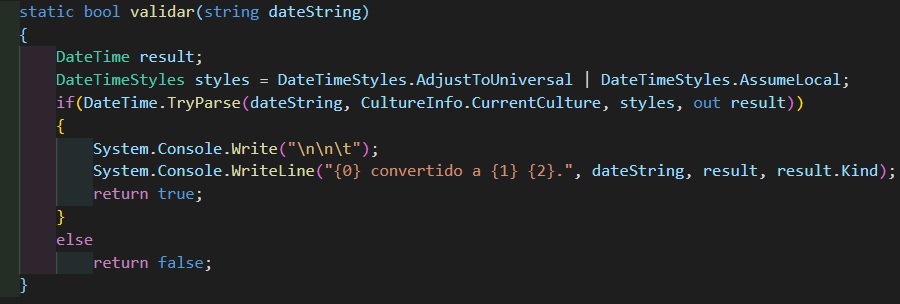 static bool validar(string dateString)
{
    DateTime result;
    DateTimeStyles styles = DateTimeStyles.AdjustToUniversal | DateTimeStyles.AssumeLocal;
    if(DateTime.TryParse(dateString, CultureInfo.CurrentCulture, styles, out result))
    {
        System.Console.Write("\n\n\t");
        System.Console.WriteLine("{0} convertido a {1} {2}.", dateString, result, result.Kind);
        return true;
    }
    else
        return false;
}